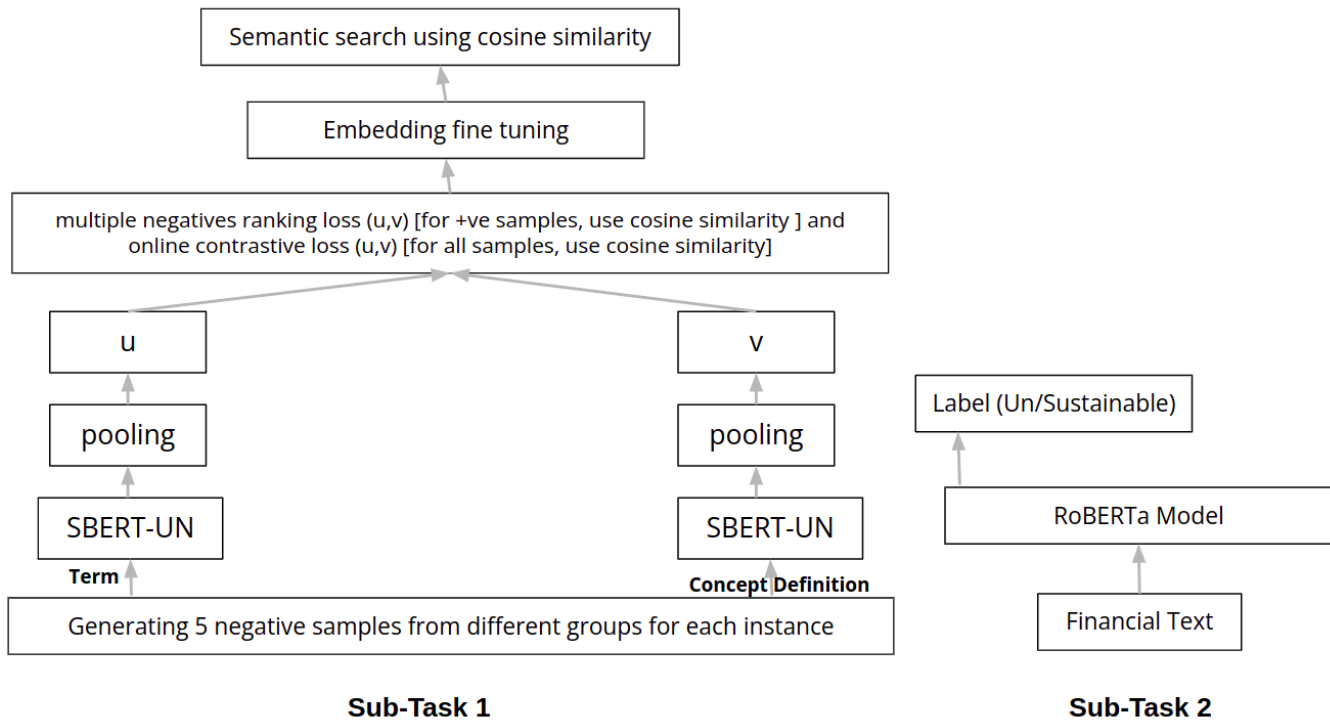 Semantic search using cosine similarity
Embedding fine tuning
multiple negatives ranking loss (u,v) [for +ve samples, use cosine similarity ] and
online contrastive loss (u,v) [for all samples, use cosine similarity]
u
v
pooling
pooling
SBERT-UN
SBERT-UN
Term
Concept Definition
Generating 5 negative samples from different groups for each instance
Sub-Task 1
Label (Un/Sustainable)
RoBERTa Model
Financial Text
Sub-Task 2